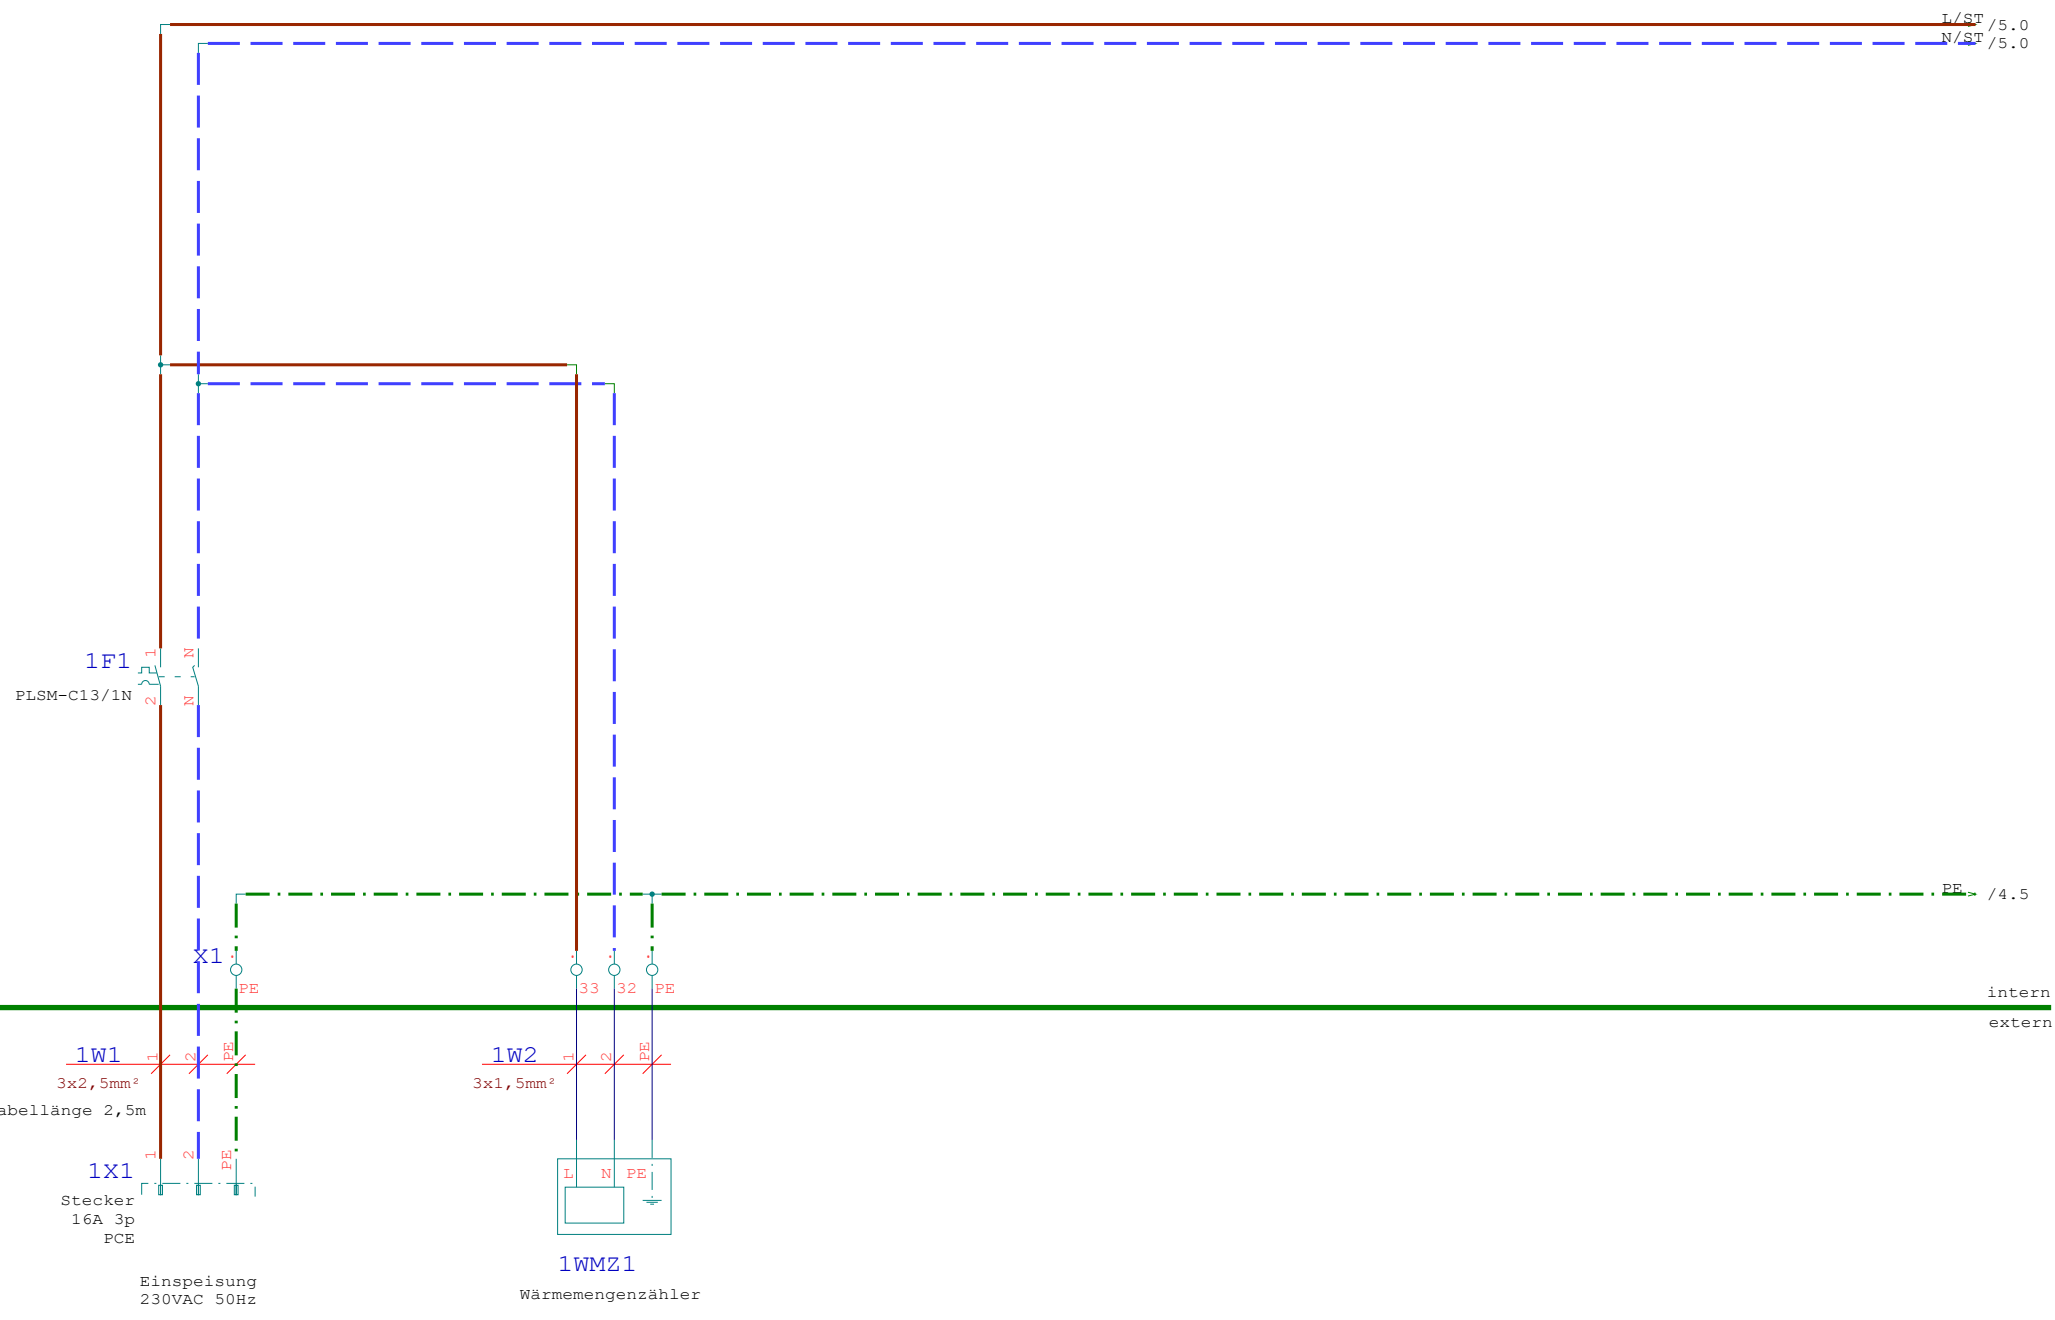 L/ST /5.0
N/ST /5.0
1F1
PLSM-C13/1N
1 N
2 N
PE /4.5
X1
PE
33 32 PE
intern
extern
1W1 1 2 PE
3x2,5mm²
abellänge 2,5m
1W2 1 2 PE
3x1,5mm²
1 2 PE
1X1
Stecker
16A 3p
PCE
L N PE
1WMZ1
Wärmemengenzähler
Einspeisung
230VAC 50Hz